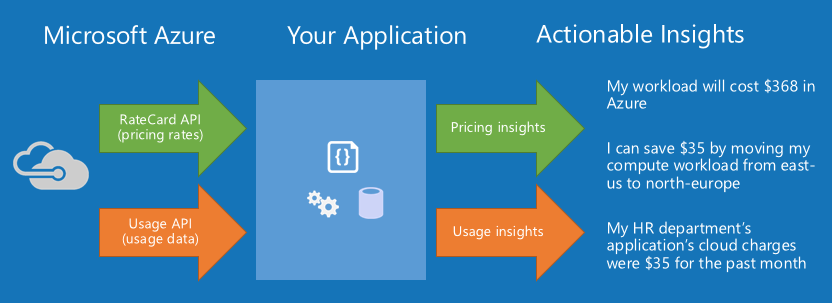 Microsoft Azure
Your Application
Actionable Insights
RateCard API
(pricing rates)
{}
Pricing insights
My workload will cost $368 in
Azure
I can save $35 by moving my
compute workload from east-
us to north-europe
Usage API
(usage data)
Usage insights
My HR department’s
application’s cloud charges
were $35 for the past month